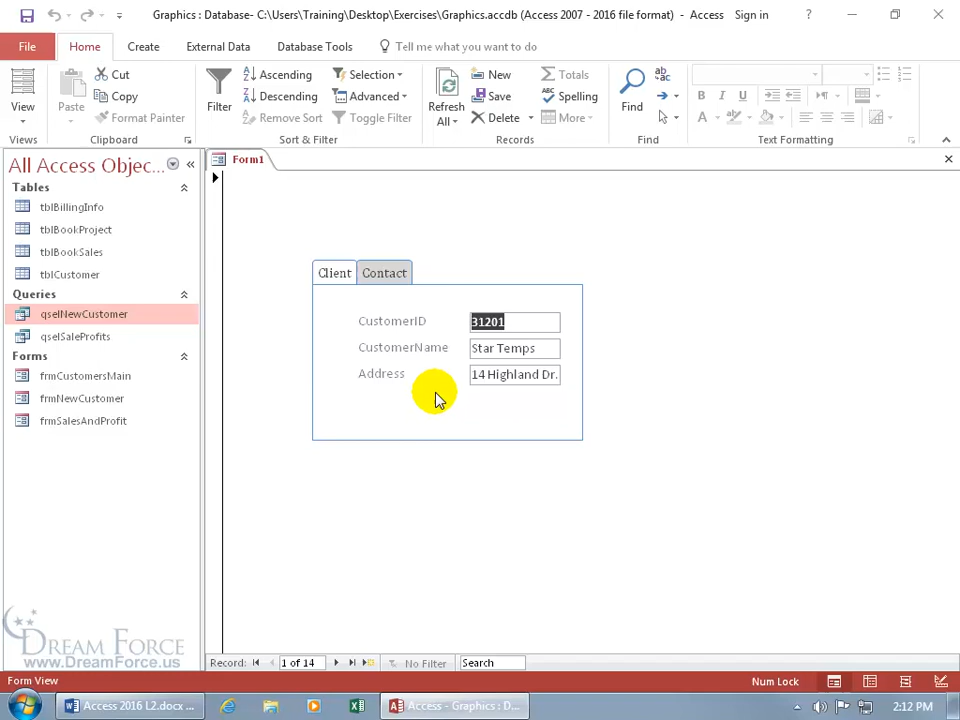 Graphics : Database- C:\Users\Training\Desktop\Exercises\Graphics.accdb (Access 2007 - 2016 file format) - Access Sign in ?
File Home Create External Data Database Tools Tell me what you want to do
View
Views
Paste
Cut
Copy
Format Painter
Clipboard
Filter
Ascending
Descending
Remove Sort
Selection
Advanced
Toggle Filter
Sort & Filter
Refresh
All
New
Save
Delete
Totals
Spelling
More
Records
Find
Find
B I U
A
Text Formatting
All Access Objec...
Tables
tblBillingInfo
tblBookProject
tblBookSales
tblCustomer
Queries
qselNewCustomer
qselSaleProfits
Forms
frmCustomersMain
frmNewCustomer
frmSalesAndProfit
Form1
Client Contact
CustomerID 31201
CustomerName Star Temps
Address 14 Highland Dr.
DREAM FORCE
www.DreamForce.us
Record: 1 of 14 No Filter Search
Form View Num Lock
Access 2016 L2.docx ...
Access - Graphics : D...
2:12 PM